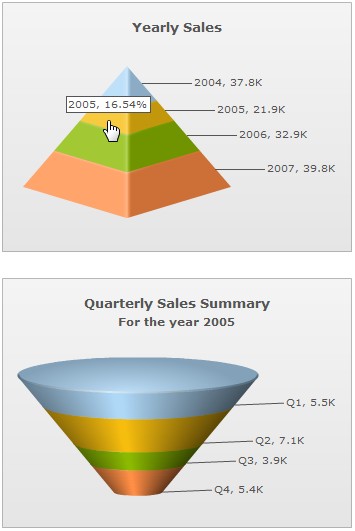 Yearly Sales
2004, 37.8K
2005, 16.54%
2005, 21.9K
2006, 32.9K
2007, 39.8K
Quarterly Sales Summary
For the year 2005
Q1, 5.5K
Q2, 7.1K
Q3, 3.9K
Q4, 5.4K